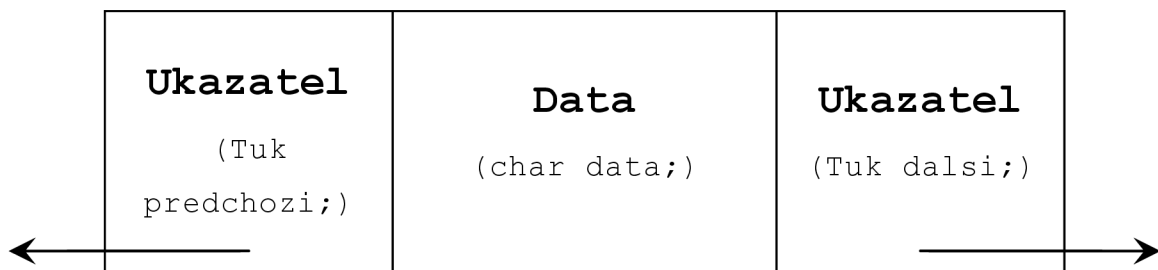 Ukazatel
(Tuk
predchozi;)
Data
(char data;)
Ukazatel
(Tuk dalsi;)